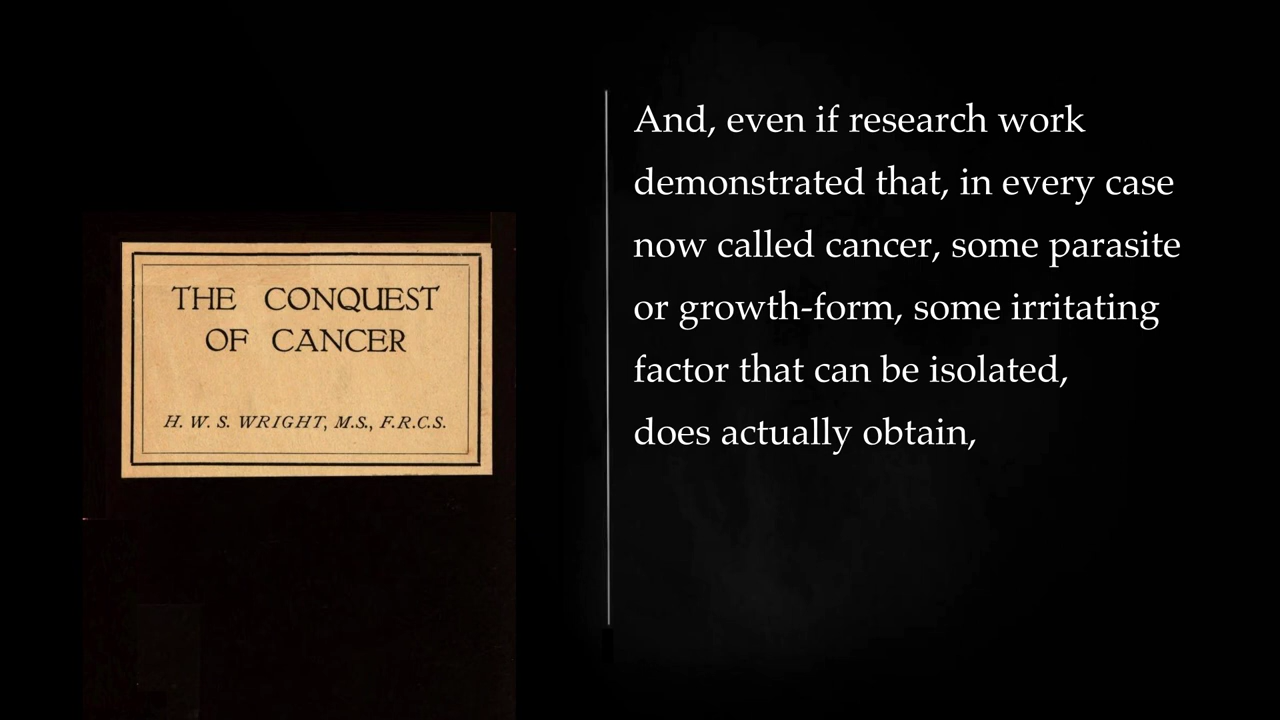 THE CONQUEST
OF CANCER
H. W. S. WRIGHT, M.S., F.R.C.S.
And, even if research work
demonstrated that, in every case
now called cancer, some parasite
or growth-form, some irritating
factor that can be isolated,
does actually obtain,